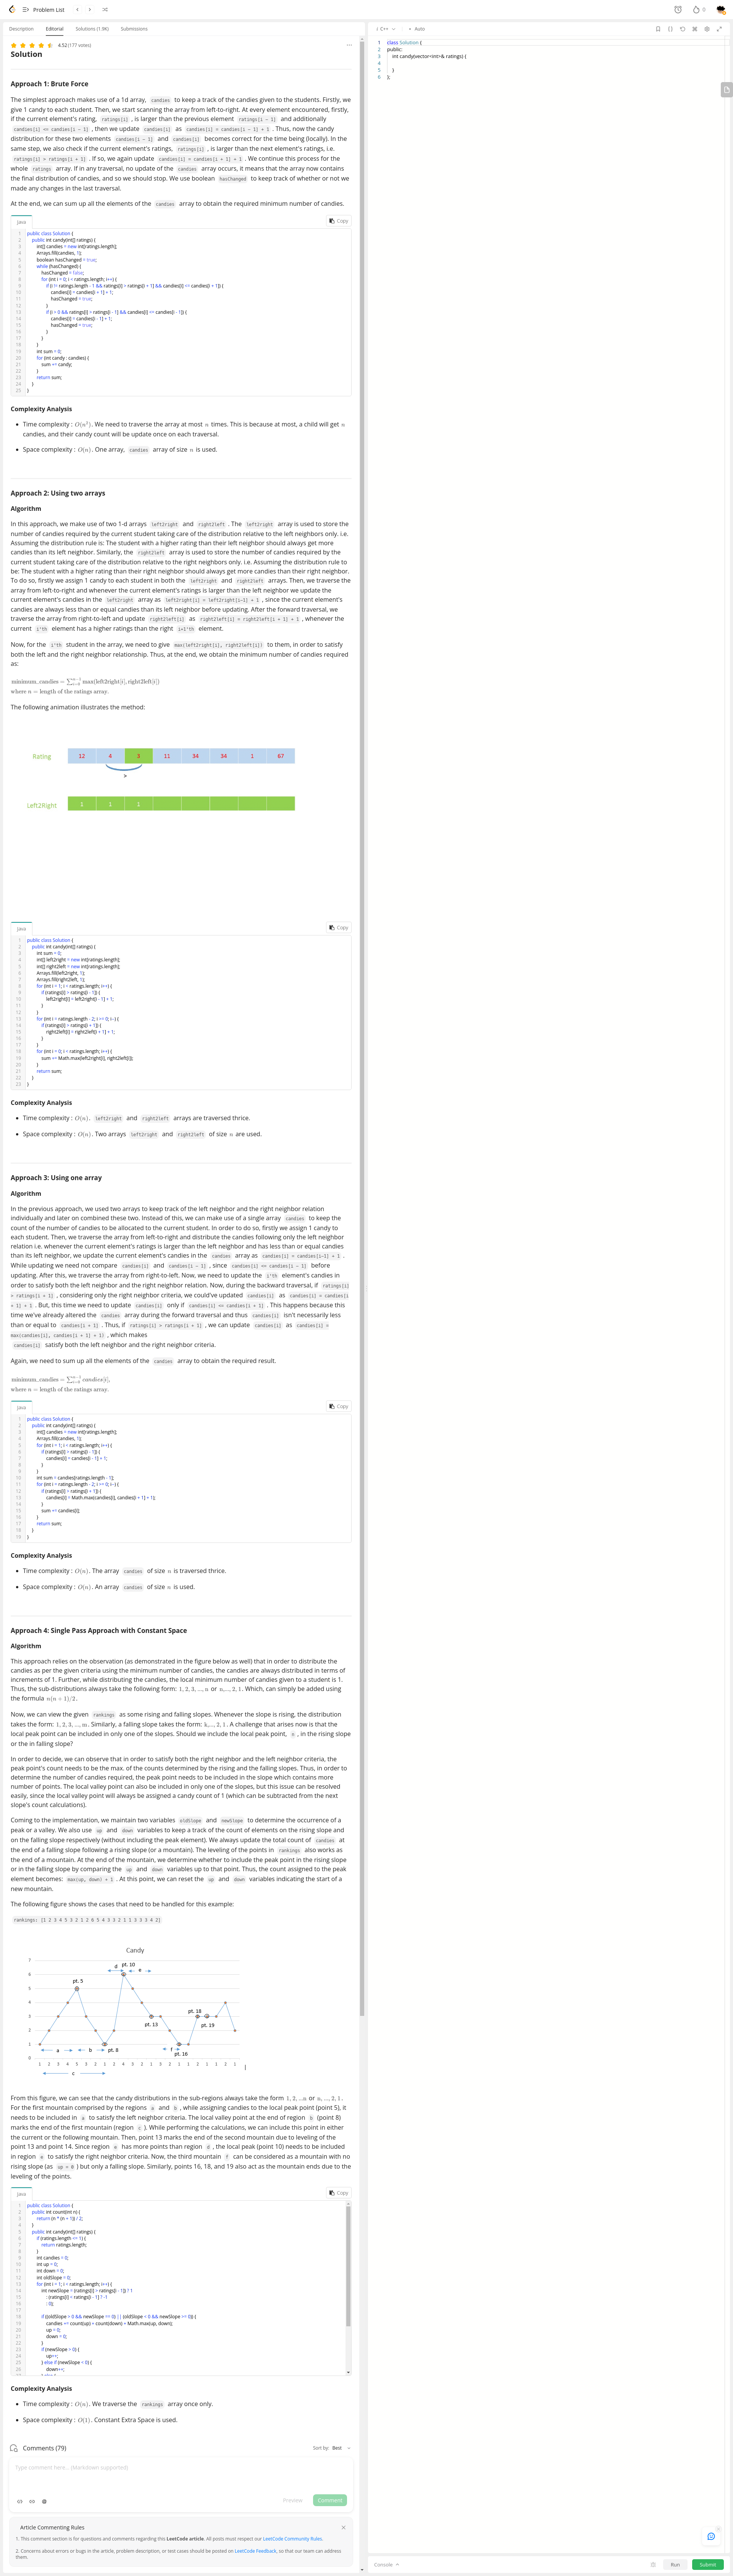 Problem List
0
Description
Editorial
Solutions (1.9K)
Submissions
4.52 (177 votes)
Solution
Approach 1: Brute Force
The simplest approach makes use of a 1d array, candies to keep a track of the candies given to the students. Firstly, we
give 1 candy to each student. Then, we start scanning the array from left-to-right. At every element encountered, firstly,
if the current element's rating, ratings[i] , is larger than the previous element ratings[i - 1] and additionally
candies[i] <= candies[i - 1] , then we update candies[i] as candies[i] = candies[i - 1] + 1 . Thus, now the candy
distribution for these two elements candies[i - 1] and candies[i] becomes correct for the time being (locally). In the
same step, we also check if the current element's ratings, ratings[i] , is larger than the next element's ratings, i.e.
ratings[i] > ratings[i + 1] . If so, we again update candies[i] = candies[i + 1] + 1 . We continue this process for the
whole ratings array. If in any traversal, no update of the candies array occurs, it means that the array now contains
the final distribution of candies, and so we should stop. We use boolean hasChanged to keep track of whether or not we
made any changes in the last traversal.
At the end, we can sum up all the elements of the candies array to obtain the required minimum number of candies.
Java
Copy
1 public class Solution {
2 public int candy(int[] ratings) {
3 int[] candies = new int[ratings.length];
4 Arrays.fill(candies, 1);
5 boolean hasChanged = true;
6 while (hasChanged) {
7 hasChanged = false;
8 for (int i = 0; i < ratings.length; i++) {
9 if (i != ratings.length - 1 && ratings[i] > ratings[i + 1] && candies[i] <= candies[i + 1]) {
10 candies[i] = candies[i + 1] + 1;
11 hasChanged = true;
12 }
13 if (i > 0 && ratings[i] > ratings[i - 1] && candies[i] <= candies[i - 1]) {
14 candies[i] = candies[i - 1] + 1;
15 hasChanged = true;
16 }
17 }
18 }
19 int sum = 0;
20 for (int candy : candies) {
21 sum += candy;
22 }
23 return sum;
24 }
25 }
Complexity Analysis
• Time complexity : O(n²). We need to traverse the array at most n times. This is because at most, a child will get n
candies, and their candy count will be update once on each traversal.
• Space complexity : O(n). One array, candies array of size n is used.
Approach 2: Using two arrays
Algorithm
In this approach, we make use of two 1-d arrays left2right and right2left . The left2right array is used to store the
number of candies required by the current student taking care of the distribution relative to the left neighbors only. i.e.
Assuming the distribution rule is: The student with a higher rating than their left neighbor should always get more
candies than its left neighbor. Similarly, the right2left array is used to store the number of candies required by the
current student taking care of the distribution relative to the right neighbors only. i.e. Assuming the distribution rule to
be: The student with a higher rating than their right neighbor should always get more candies than their right neighbor.
To do so, firstly we assign 1 candy to each student in both the left2right and right2left arrays. Then, we traverse the
array from left-to-right and whenever the current element's ratings is larger than the left neighbor we update the
current element's candies in the left2right array as left2right[i] = left2right[i-1] + 1 , since the current element's
candies are always less than or equal candies than its left neighbor before updating. After the forward traversal, we
traverse the array from right-to-left and update right2left[i] as right2left[i] = right2left[i + 1] + 1 , whenever the
current i'th element has a higher ratings than the right i+1'th element.
Now, for the i'th student in the array, we need to give max(left2right[i], right2left[i]) to them, in order to satisfy
both the left and the right neighbor relationship. Thus, at the end, we obtain the minimum number of candies required
as:
minimum_candies = ∑ⁿ⁻¹ᵢ₌₀ max(left2right[i], right2left[i])
where n = length of the ratings array.
The following animation illustrates the method:
Rating 12 4 3 11 34 34 1 67
>
Left2Right 1 1 1
Java
Copy
1 public class Solution {
2 public int candy(int[] ratings) {
3 int sum = 0;
4 int[] left2right = new int[ratings.length];
5 int[] right2left = new int[ratings.length];
6 Arrays.fill(left2right, 1);
7 Arrays.fill(right2left, 1);
8 for (int i = 1; i < ratings.length; i++) {
9 if (ratings[i] > ratings[i - 1]) {
10 left2right[i] = left2right[i - 1] + 1;
11 }
12 }
13 for (int i = ratings.length - 2; i >= 0; i--) {
14 if (ratings[i] > ratings[i + 1]) {
15 right2left[i] = right2left[i + 1] + 1;
16 }
17 }
18 for (int i = 0; i < ratings.length; i++) {
19 sum += Math.max(left2right[i], right2left[i]);
20 }
21 return sum;
22 }
23 }
Complexity Analysis
• Time complexity : O(n). left2right and right2left arrays are traversed thrice.
• Space complexity : O(n). Two arrays left2right and right2left of size n are used.
Approach 3: Using one array
Algorithm
In the previous approach, we used two arrays to keep track of the left neighbor and the right neighbor relation
individually and later on combined these two. Instead of this, we can make use of a single array candies to keep the
count of the number of candies to be allocated to the current student. In order to do so, firstly we assign 1 candy to
each student. Then, we traverse the array from left-to-right and distribute the candies following only the left neighbor
relation i.e. whenever the current element's ratings is larger than the left neighbor and has less than or equal candies
than its left neighbor, we update the current element's candies in the candies array as candies[i] = candies[i-1] + 1 .
While updating we need not compare candies[i] and candies[i - 1] , since candies[i] <= candies[i - 1] before
updating. After this, we traverse the array from right-to-left. Now, we need to update the i'th element's candies in
order to satisfy both the left neighbor and the right neighbor relation. Now, during the backward traversal, if ratings[i]
> ratings[i + 1] , considering only the right neighbor criteria, we could've updated candies[i] as candies[i] = candies[i
+ 1] + 1 . But, this time we need to update candies[i] only if candies[i] <= candies[i + 1] . This happens because this
time we've already altered the candies array during the forward traversal and thus candies[i] isn't necessarily less
than or equal to candies[i + 1] . Thus, if ratings[i] > ratings[i + 1] , we can update candies[i] as candies[i] =
max(candies[i], candies[i + 1] + 1) , which makes
candies[i] satisfy both the left neighbor and the right neighbor criteria.
Again, we need to sum up all the elements of the candies array to obtain the required result.
minimum_candies = ∑ⁿ⁻¹ᵢ₌₀ candies[i],
where n = length of the ratings array.
Java
Copy
1 public class Solution {
2 public int candy(int[] ratings) {
3 int[] candies = new int[ratings.length];
4 Arrays.fill(candies, 1);
5 for (int i = 1; i < ratings.length; i++) {
6 if (ratings[i] > ratings[i - 1]) {
7 candies[i] = candies[i - 1] + 1;
8 }
9 }
10 int sum = candies[ratings.length - 1];
11 for (int i = ratings.length - 2; i >= 0; i--) {
12 if (ratings[i] > ratings[i + 1]) {
13 candies[i] = Math.max(candies[i], candies[i + 1] + 1);
14 }
15 sum += candies[i];
16 }
17 return sum;
18 }
19 }
Complexity Analysis
• Time complexity : O(n). The array candies of size n is traversed thrice.
• Space complexity : O(n). An array candies of size n is used.
Approach 4: Single Pass Approach with Constant Space
Algorithm
This approach relies on the observation (as demonstrated in the figure below as well) that in order to distribute the
candies as per the given criteria using the minimum number of candies, the candies are always distributed in terms of
increments of 1. Further, while distributing the candies, the local minimum number of candies given to a student is 1.
Thus, the sub-distributions always take the following form: 1, 2, 3, ..., n or n, ..., 2, 1. Which, can be simply added using
the formula n(n + 1)/2.
Now, we can view the given rankings as some rising and falling slopes. Whenever the slope is rising, the distribution
takes the form: 1, 2, 3, ..., m. Similarly, a falling slope takes the form: k, ..., 2, 1. A challenge that arises now is that the
local peak point can be included in only one of the slopes. Should we include the local peak point, n , in the rising slope
or in the falling slope?
In order to decide, we can observe that in order to satisfy both the right neighbor and the left neighbor criteria, the
peak point's count needs to be the max. of the counts determined by the rising and the falling slopes. Thus, in order to
determine the number of candies required, the peak point needs to be included in the slope which contains more
number of points. The local valley point can also be included in only one of the slopes, but this issue can be resolved
easily, since the local valley point will always be assigned a candy count of 1 (which can be subtracted from the next
slope's count calculations).
Coming to the implementation, we maintain two variables oldSlope and newSlope to determine the occurrence of a
peak or a valley. We also use up and down variables to keep a track of the count of elements on the rising slope and
on the falling slope respectively (without including the peak element). We always update the total count of candies at
the end of a falling slope following a rising slope (or a mountain). The leveling of the points in rankings also works as
the end of a mountain. At the end of the mountain, we determine whether to include the peak point in the rising slope
or in the falling slope by comparing the up and down variables up to that point. Thus, the count assigned to the peak
element becomes: max(up, down) + 1 . At this point, we can reset the up and down variables indicating the start of a
new mountain.
The following figure shows the cases that need to be handled for this example:
rankings: [1 2 3 4 5 3 2 1 2 6 5 4 3 3 2 1 1 3 3 3 4 2]
Candy
7
6
5
4
3
2
1
0
pt. 5
d
pt. 10
e
pt. 13
pt. 18
pt. 19
a
b
pt. 8
f
pt. 16
1 2 3 4 5 3 2 1 2 4 3 2 1 3 2 1 1 2 1 1 2 1
c
From this figure, we can see that the candy distributions in the sub-regions always take the form 1, 2, ...n or n, ..., 2, 1.
For the first mountain comprised by the regions a and b , while assigning candies to the local peak point (point 5), it
needs to be included in a to satisfy the left neighbor criteria. The local valley point at the end of region b (point 8)
marks the end of the first mountain (region c ). While performing the calculations, we can include this point in either
the current or the following mountain. Then, point 13 marks the end of the second mountain due to leveling of the
point 13 and point 14. Since region e has more points than region d , the local peak (point 10) needs to be included
in region e to satisfy the right neighbor criteria. Now, the third mountain f can be considered as a mountain with no
rising slope (as up = 0 ) but only a falling slope. Similarly, points 16, 18, and 19 also act as the mountain ends due to the
leveling of the points.
Java
Copy
1 public class Solution {
2 public int count(int n) {
3 return (n * (n + 1)) / 2;
4 }
5 public int candy(int[] ratings) {
6 if (ratings.length <= 1) {
7 return ratings.length;
8 }
9 int candies = 0;
10 int up = 0;
11 int down = 0;
12 int oldSlope = 0;
13 for (int i = 1; i < ratings.length; i++) {
14 int newSlope = (ratings[i] > ratings[i - 1]) ? 1
15 : (ratings[i] < ratings[i - 1] ? -1
16 : 0);
17
18 if ((oldSlope > 0 && newSlope == 0) || (oldSlope < 0 && newSlope >= 0)) {
19 candies += count(up) + count(down) + Math.max(up, down);
20 up = 0;
21 down = 0;
22 }
23 if (newSlope > 0) {
24 up++;
25 } else if (newSlope < 0) {
26 down++;
Complexity Analysis
• Time complexity : O(n). We traverse the rankings array once only.
• Space complexity : O(1). Constant Extra Space is used.
Comments (79)
Sort by: Best
Type comment here... (Markdown supported)
Preview
Comment
Article Commenting Rules
1. This comment section is for questions and comments regarding this LeetCode article. All posts must respect our LeetCode Community Rules.
2. Concerns about errors or bugs in the article, problem description, or test cases should be posted on LeetCode Feedback, so that our team can address
them.
C++
Auto
1 class Solution {
2 public:
3 int candy(vector<int>& ratings) {
4
5 }
6 };
Console
Run
Submit